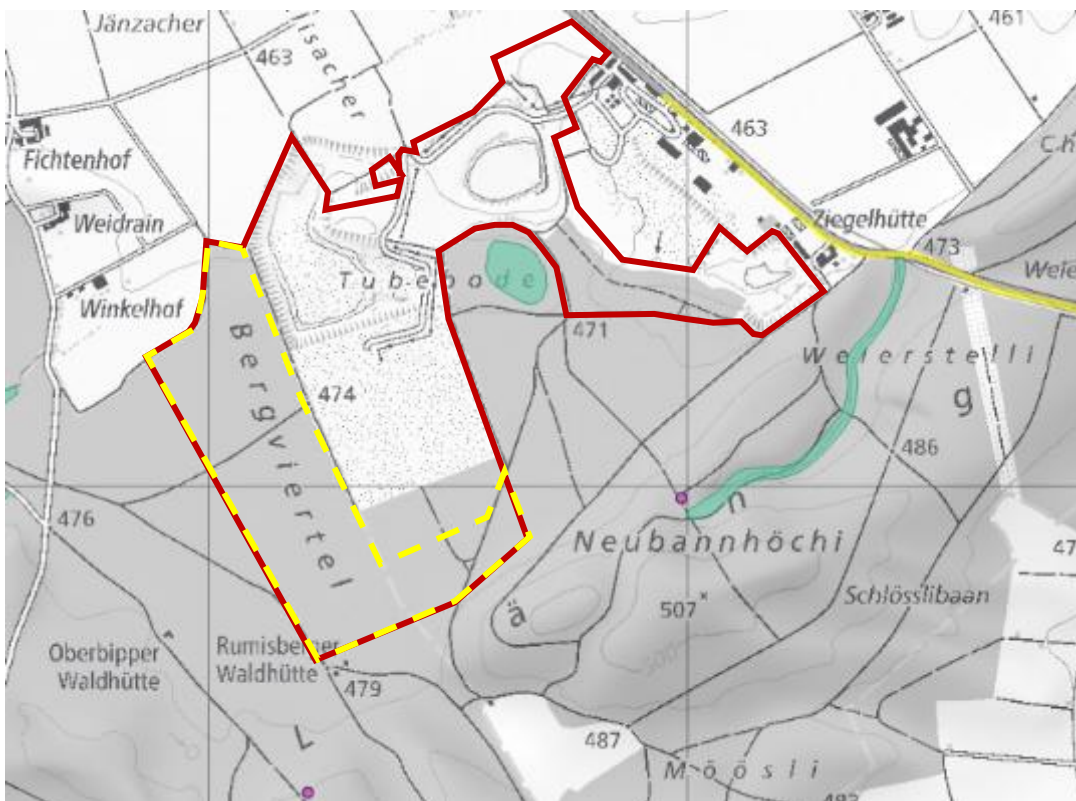 Jänzacher
463
isacher
461
463
Fichtenhof
Weidrain
Winkelhof
Tubebode
Ziegelhütte
473
471
Weierstelli
Bergviertel
474
g
486
476
n
Neubannhöchi
507
ä
Schlösslibaan
Oberbipper
Waldhütte
Rumisberger
Waldhütte
479
L
487
Möösli